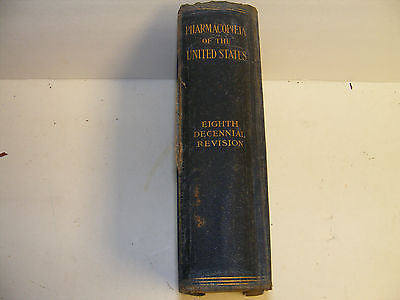 PHARMACOPŒIA
OF THE
UNITED STATES
EIGHTH
DECENNIAL
REVISION